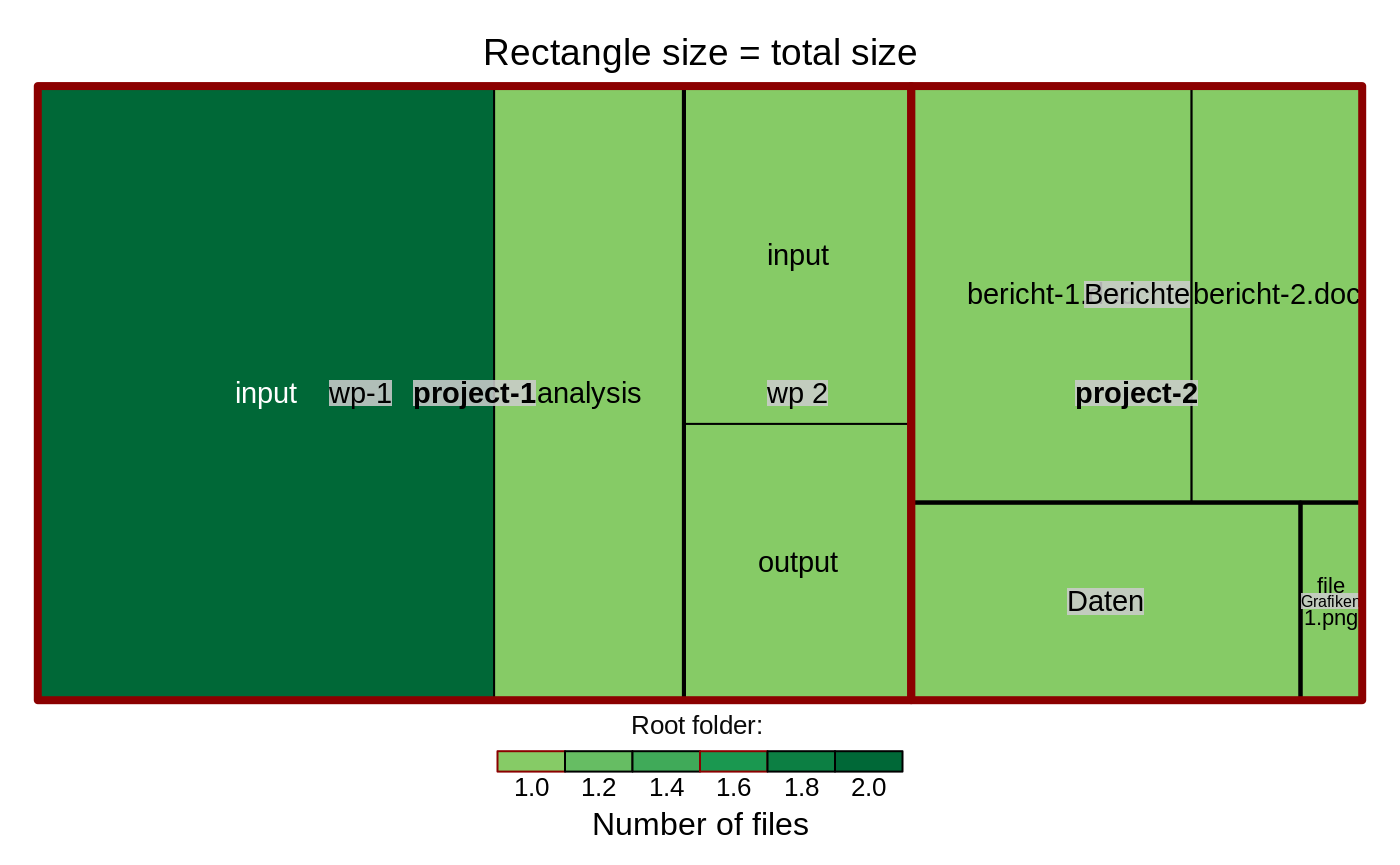 Rectangle size = total size
input
bericht-1.
Berichte
bericht-2.doc
input
wp-1
project-1
analysis
wp 2
project-2
output
Daten
file
Grafiken
1.png
Root folder:
1.0 1.2 1.4 1.6 1.8 2.0
Number of files